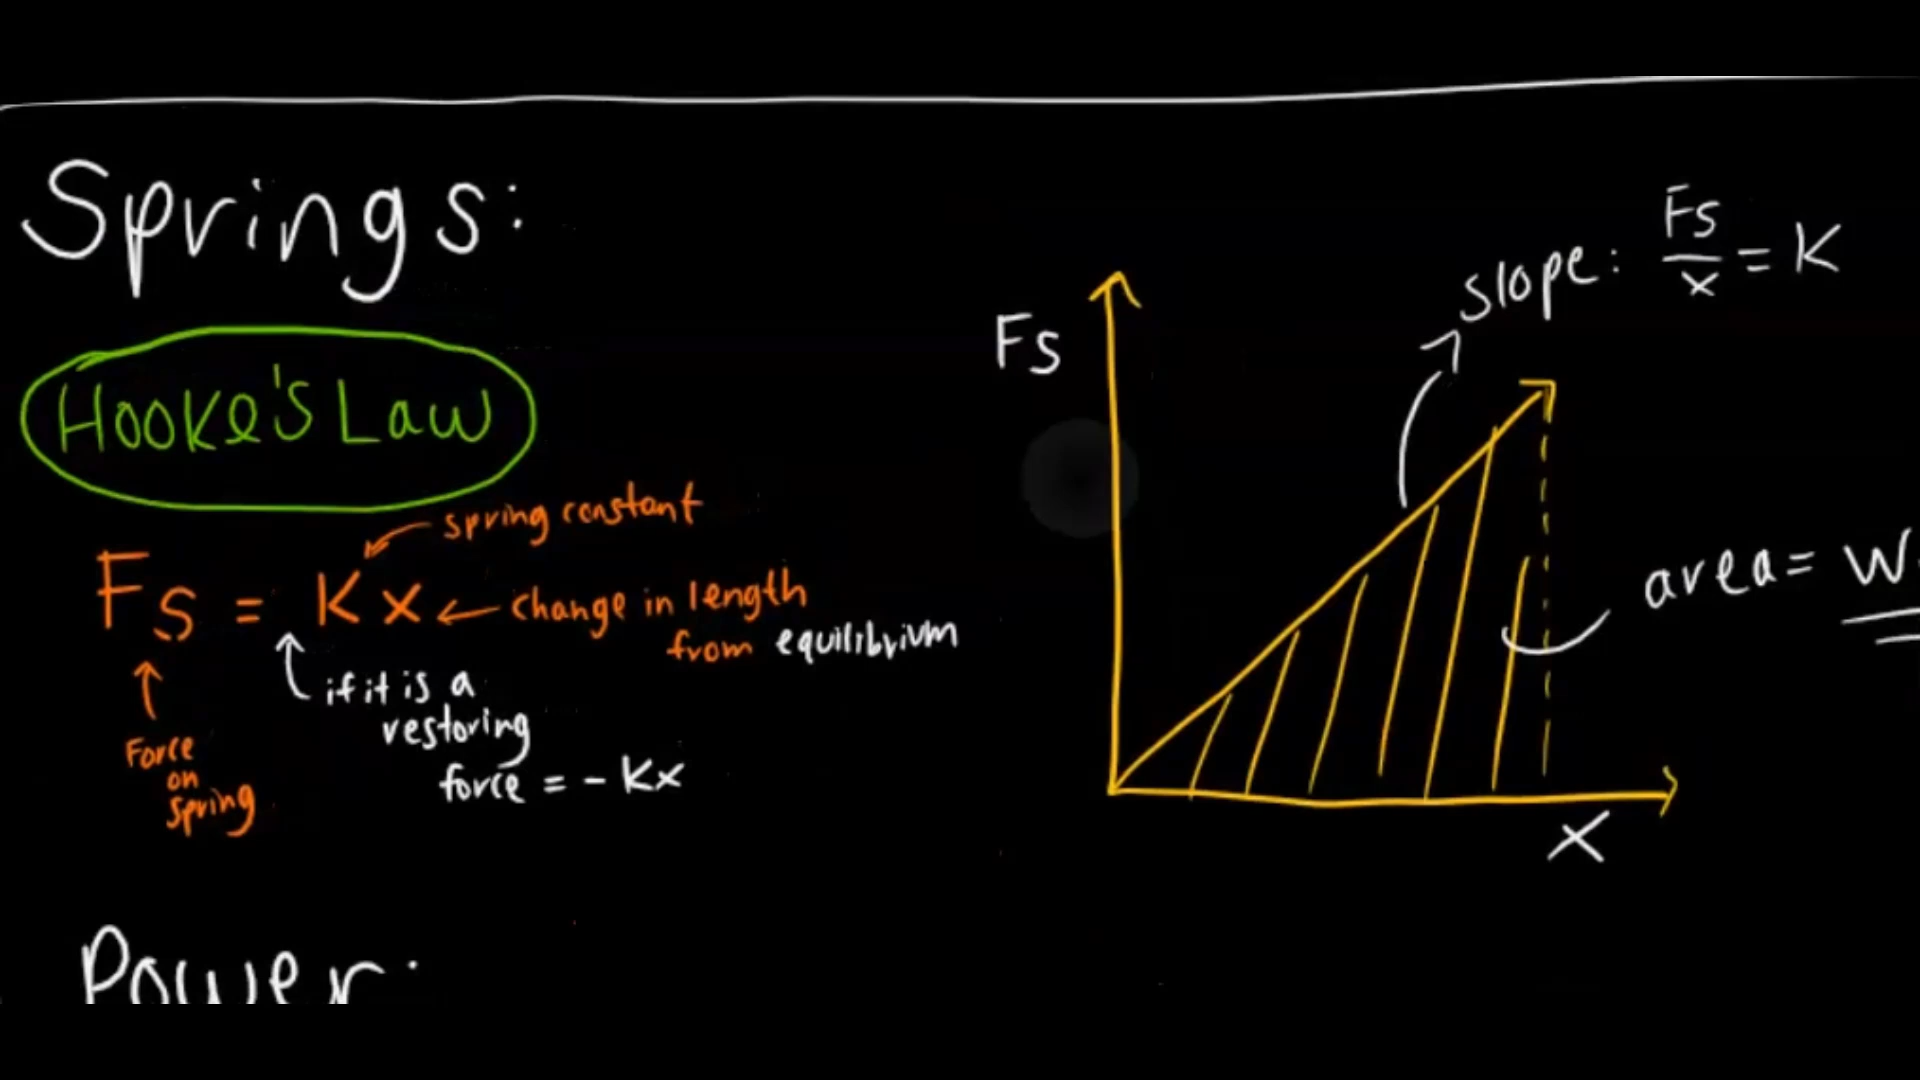 Springs:
Hooke's Law
spring constant
Fs = Kx
change in length
from equilibrium
if it is a
restoring
force = - Kx
Force
on
spring
slope: Fs/x = K
Fs
area = W
x
Power: